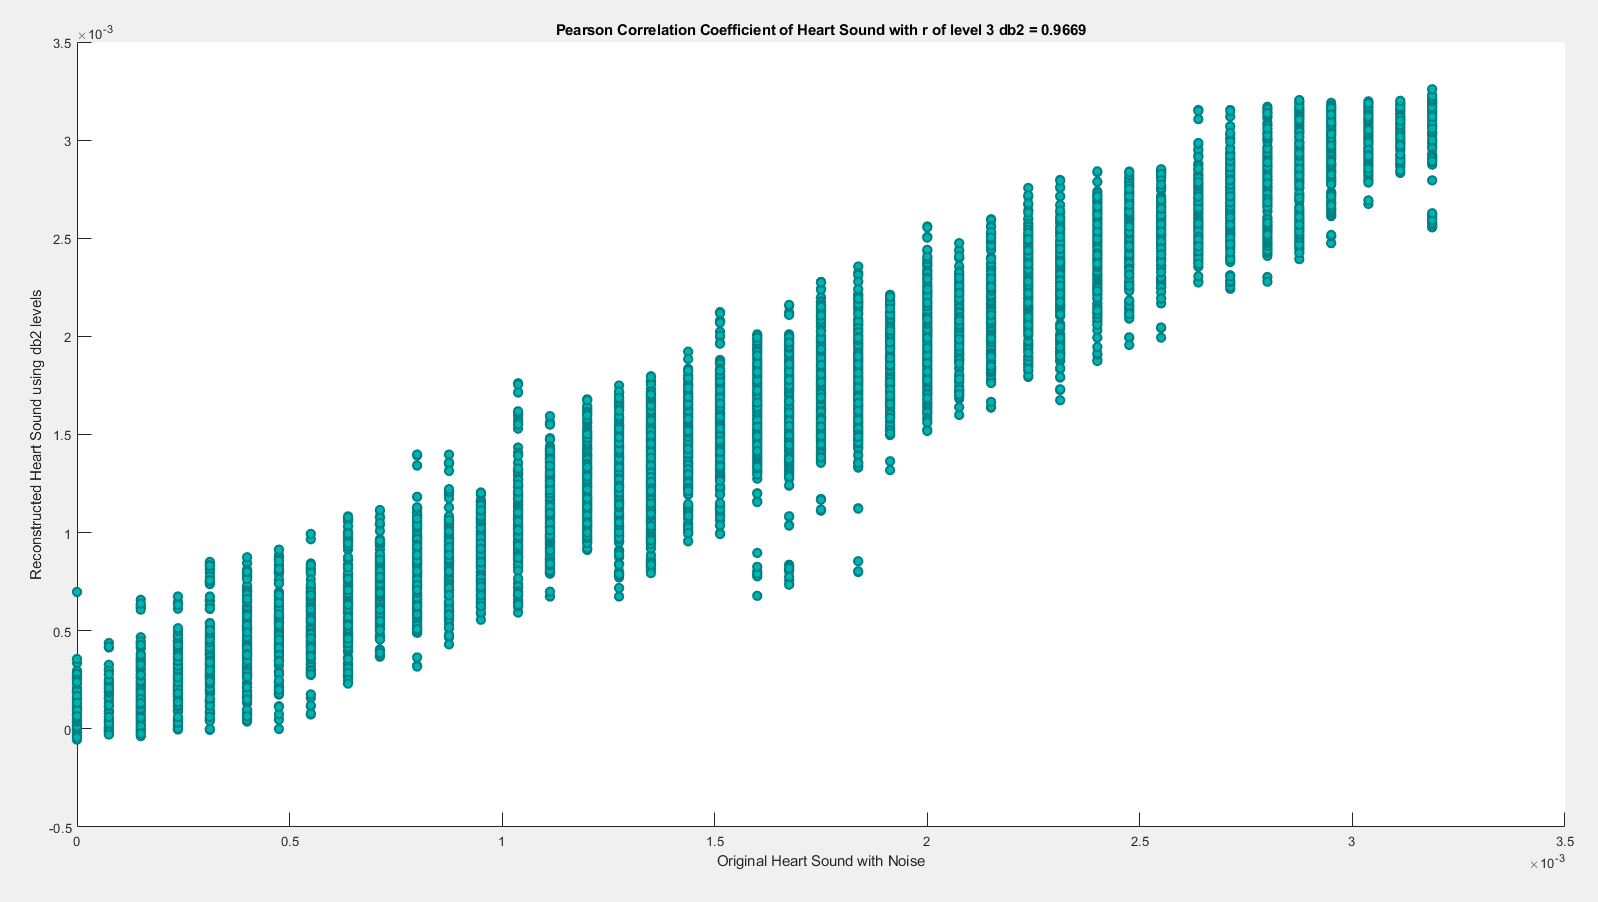 Pearson Correlation Coefficient of Heart Sound with r of level 3 db2 = 0.9669
×10⁻³
3.5
3
2.5
2
1.5
1
0.5
0
-0.5
Reconstructed Heart Sound using db2 levels
0 0.5 1 1.5 2 2.5 3 3.5
Original Heart Sound with Noise
×10⁻³